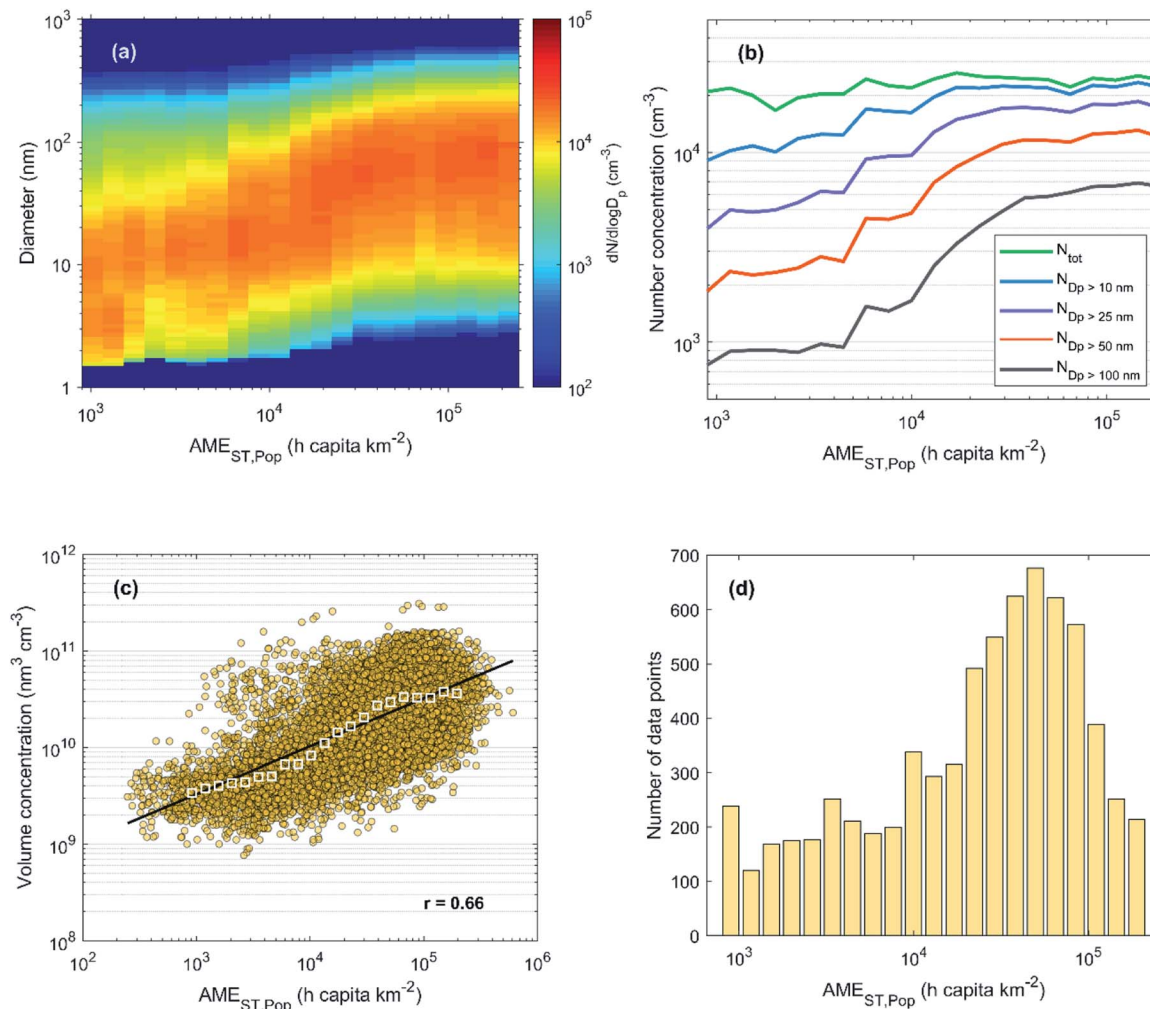 (a)
10³
10²
10
1
Diameter (nm)
10³
10⁴
10⁵
AME_ST,Pop (h capita km⁻²)
10⁵
10⁴
10³
10²
dN/dlogD_p (cm⁻³)
(b)
10⁴
10³
Number concentration (cm⁻³)
N_tot
N_Dp > 10 nm
N_Dp > 25 nm
N_Dp > 50 nm
N_Dp > 100 nm
10³
10⁴
10⁵
AME_ST,Pop (h capita km⁻²)
(c)
10¹²
10¹¹
10¹⁰
10⁹
10⁸
Volume concentration (nm³ cm⁻³)
r = 0.66
10²
10³
10⁴
10⁵
10⁶
AME_ST,Pop (h capita km⁻²)
(d)
700
600
500
400
300
200
100
0
Number of data points
10³
10⁴
10⁵
AME_ST,Pop (h capita km⁻²)